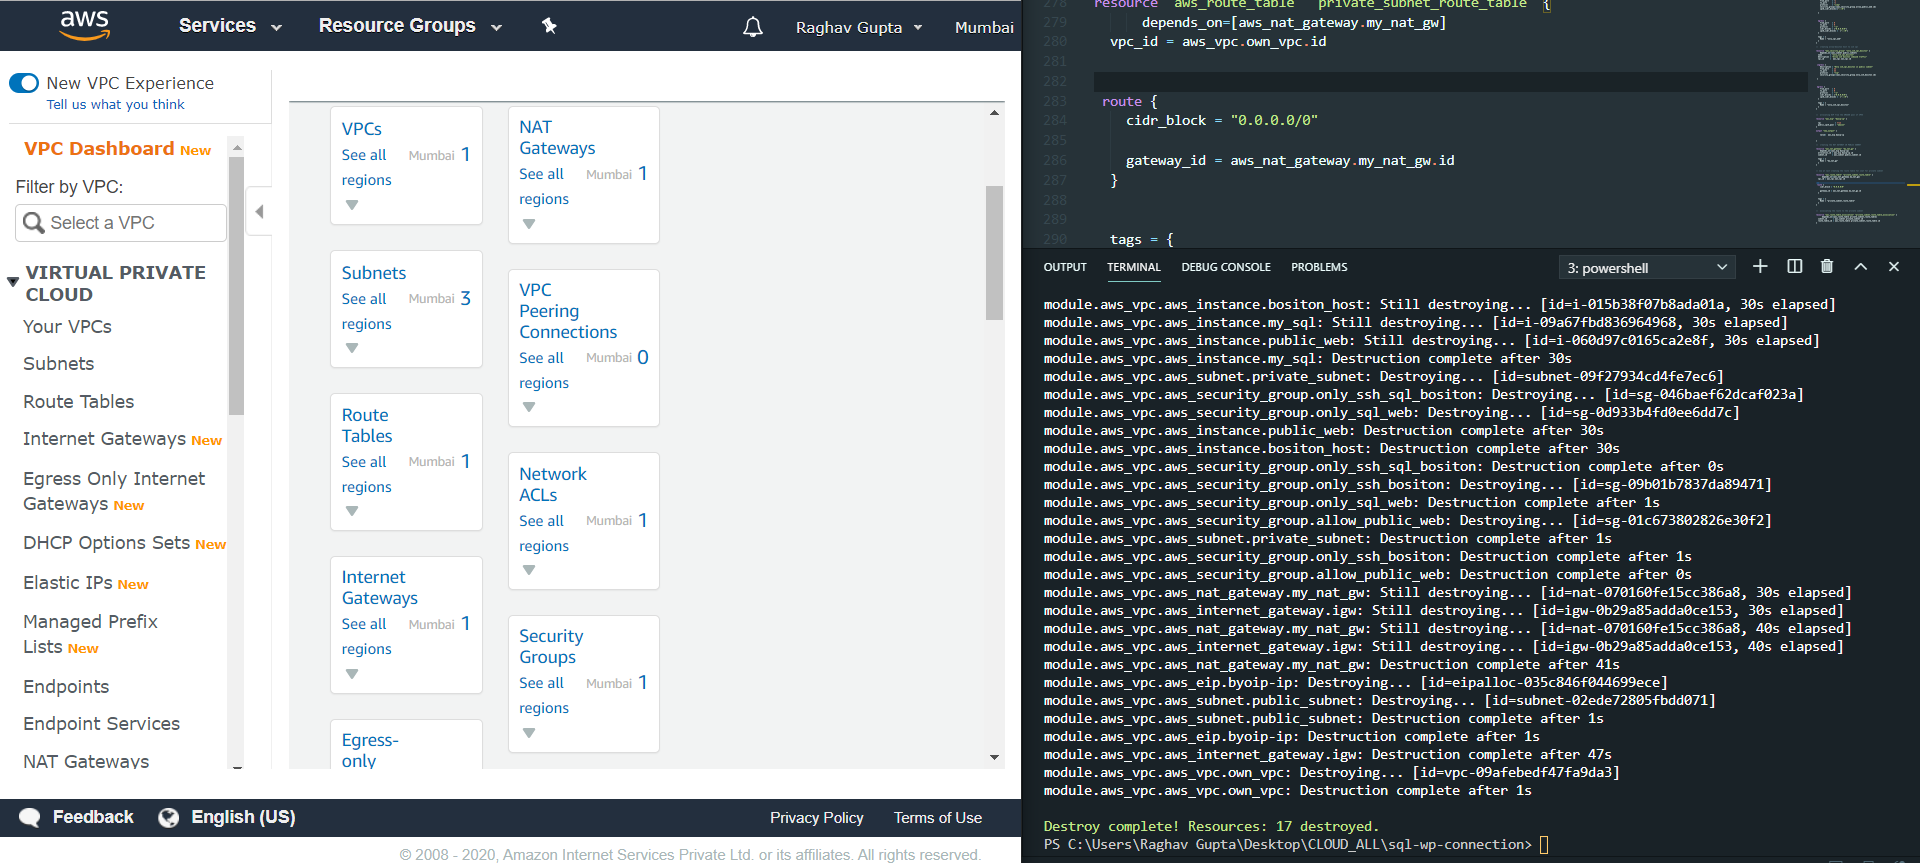 aws
Services
Resource Groups
Raghav Gupta
Mumbai
New VPC Experience
Tell us what you think
VPC Dashboard New
Filter by VPC:
Select a VPC
VIRTUAL PRIVATE
CLOUD
Your VPCs
Subnets
Route Tables
Internet Gateways New
Egress Only Internet
Gateways New
DHCP Options Sets New
Elastic IPs New
Managed Prefix
Lists New
Endpoints
Endpoint Services
NAT Gateways
VPCs
See all
regions
Mumbai 1
Subnets
See all
regions
Mumbai 3
Route
Tables
See all
regions
Mumbai 1
Internet
Gateways
See all
regions
Mumbai 1
Egress-
only
NAT
Gateways
See all
regions
Mumbai 1
VPC
Peering
Connections
See all
regions
Mumbai 0
Network
ACLs
See all
regions
Mumbai 1
Security
Groups
See all
regions
Mumbai 1
Feedback
English (US)
Privacy Policy
Terms of Use
© 2008 - 2020, Amazon Internet Services Private Ltd. or its affiliates. All rights reserved.
278 resource "aws_route_table" "private_subnet_route_table" {
279 depends_on=[aws_nat_gateway.my_nat_gw]
280 vpc_id = aws_vpc.own_vpc.id
281
282
283 route {
284 cidr_block = "0.0.0.0/0"
285
286 gateway_id = aws_nat_gateway.my_nat_gw.id
287 }
288
289
290 tags = {
OUTPUT
TERMINAL
DEBUG CONSOLE
PROBLEMS
3: powershell
module.aws_vpc.aws_instance.bositon_host: Still destroying... [id=i-015b38f07b8ada01a, 30s elapsed]
module.aws_vpc.aws_instance.my_sql: Still destroying... [id=i-09a67fbd836964968, 30s elapsed]
module.aws_vpc.aws_instance.public_web: Still destroying... [id=i-060d97c0165ca2e8f, 30s elapsed]
module.aws_vpc.aws_instance.my_sql: Destruction complete after 30s
module.aws_vpc.aws_subnet.private_subnet: Destroying... [id=subnet-09f27934cd4fe7ec6]
module.aws_vpc.aws_security_group.only_ssh_sql_bositon: Destroying... [id=sg-046baef62dcaf023a]
module.aws_vpc.aws_security_group.only_sql_web: Destroying... [id=sg-0d933b4fd0ee6dd7c]
module.aws_vpc.aws_instance.public_web: Destruction complete after 30s
module.aws_vpc.aws_instance.bositon_host: Destruction complete after 30s
module.aws_vpc.aws_security_group.only_ssh_sql_bositon: Destruction complete after 0s
module.aws_vpc.aws_security_group.only_ssh_bositon: Destroying... [id=sg-09b01b7837da89471]
module.aws_vpc.aws_security_group.only_sql_web: Destruction complete after 1s
module.aws_vpc.aws_security_group.allow_public_web: Destroying... [id=sg-01c673802826e30f2]
module.aws_vpc.aws_subnet.private_subnet: Destruction complete after 1s
module.aws_vpc.aws_security_group.only_ssh_bositon: Destruction complete after 1s
module.aws_vpc.aws_security_group.allow_public_web: Destruction complete after 0s
module.aws_vpc.aws_nat_gateway.my_nat_gw: Still destroying... [id=nat-070160fe15cc386a8, 30s elapsed]
module.aws_vpc.aws_internet_gateway.igw: Still destroying... [id=igw-0b29a85adda0ce153, 30s elapsed]
module.aws_vpc.aws_nat_gateway.my_nat_gw: Still destroying... [id=nat-070160fe15cc386a8, 40s elapsed]
module.aws_vpc.aws_internet_gateway.igw: Still destroying... [id=igw-0b29a85adda0ce153, 40s elapsed]
module.aws_vpc.aws_nat_gateway.my_nat_gw: Destruction complete after 41s
module.aws_vpc.aws_eip.byoip-ip: Destroying... [id=eipalloc-035c846f044699ece]
module.aws_vpc.aws_subnet.public_subnet: Destroying... [id=subnet-02ede72805fbdd071]
module.aws_vpc.aws_subnet.public_subnet: Destruction complete after 1s
module.aws_vpc.aws_eip.byoip-ip: Destruction complete after 1s
module.aws_vpc.aws_internet_gateway.igw: Destruction complete after 47s
module.aws_vpc.aws_vpc.own_vpc: Destroying... [id=vpc-09afebedf47fa9da3]
module.aws_vpc.aws_vpc.own_vpc: Destruction complete after 1s
Destroy complete! Resources: 17 destroyed.
PS C:\Users\Raghav Gupta\Desktop\CLOUD_ALL\sql-wp-connection>